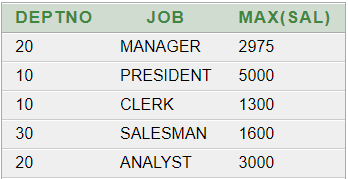 DEPTNO JOB MAX(SAL)
20 MANAGER 2975
10 PRESIDENT 5000
10 CLERK 1300
30 SALESMAN 1600
20 ANALYST 3000